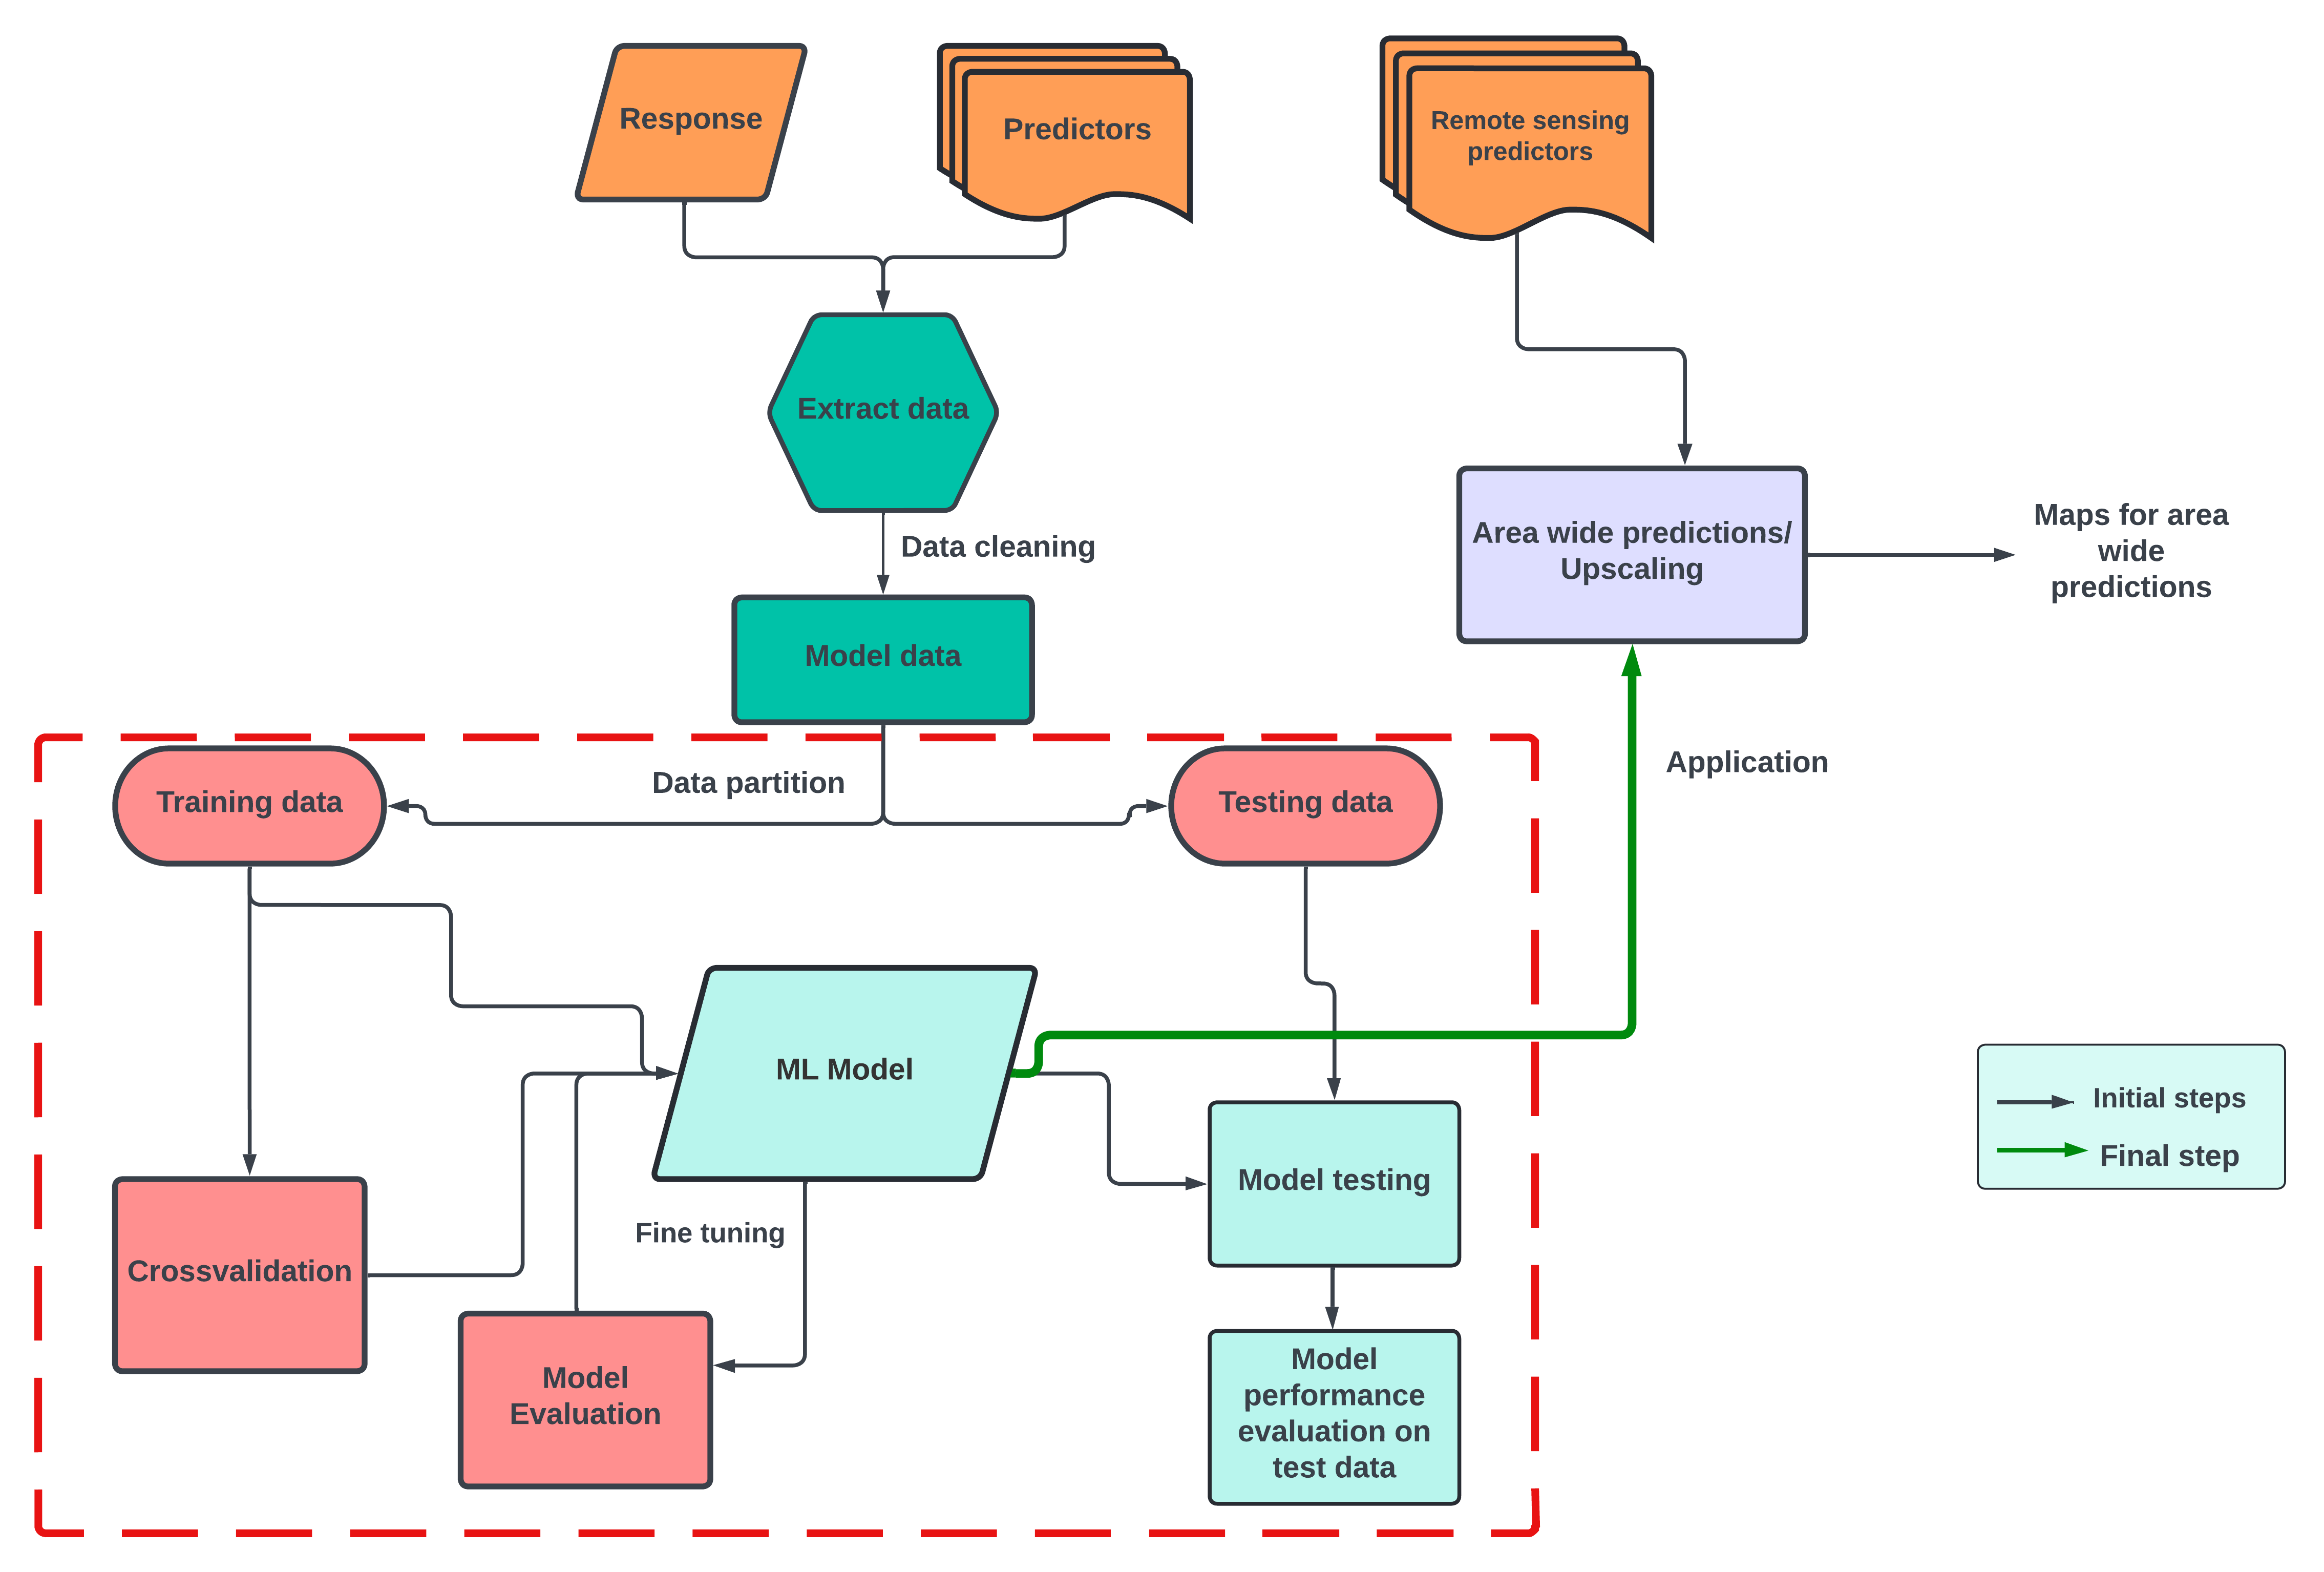 Response
Predictors
Remote sensing
predictors
Extract data
Data cleaning
Area wide predictions/
Upscaling
Maps for area
wide
predictions
Model data
Data partition
Training data
Testing data
Application
ML Model
Initial steps
Final step
Model testing
Fine tuning
Crossvalidation
Model
Evaluation
Model
performance
evaluation on
test data